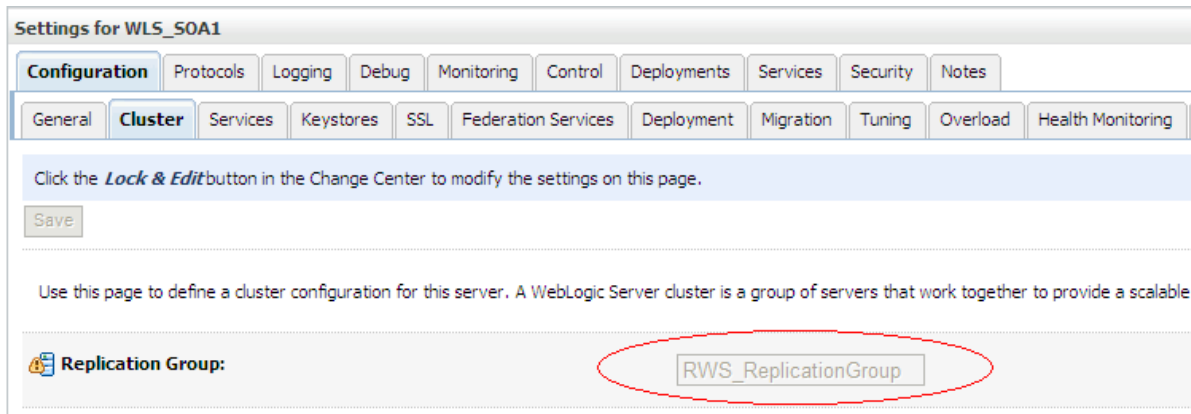 Settings for WLS_SOA1
Configuration Protocols Logging Debug Monitoring Control Deployments Services Security Notes
General Cluster Services Keystores SSL Federation Services Deployment Migration Tuning Overload Health Monitoring
Click the Lock & Edit button in the Change Center to modify the settings on this page.
Save
Use this page to define a cluster configuration for this server. A WebLogic Server cluster is a group of servers that work together to provide a scalable
Replication Group: RWS_ReplicationGroup